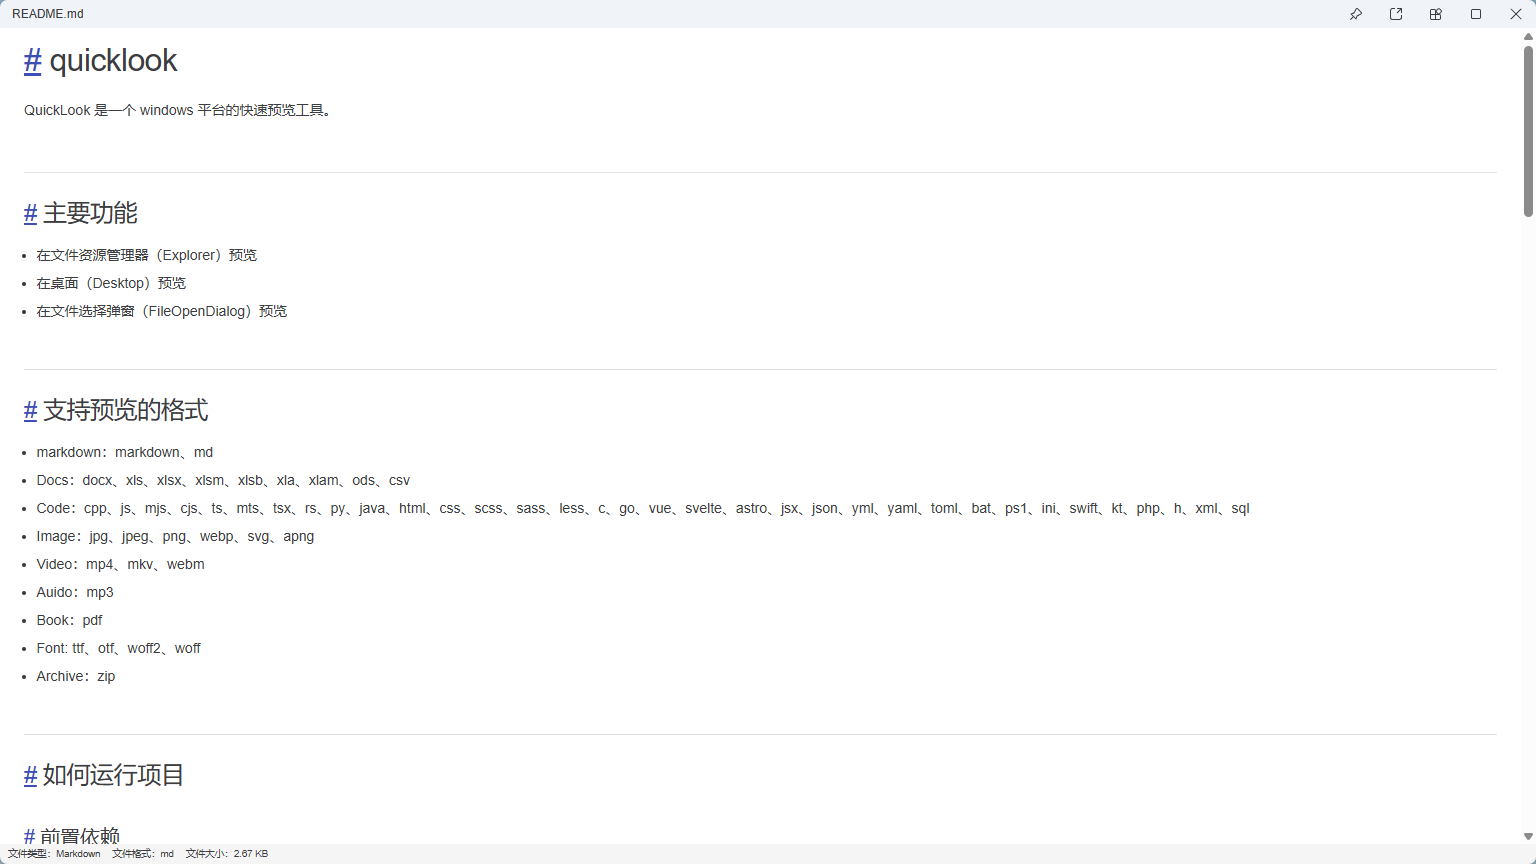 README.md
# quicklook
QuickLook 是一个 windows 平台的快速预览工具。
# 主要功能
• 在文件资源管理器（Explorer）预览
• 在桌面（Desktop）预览
• 在文件选择弹窗（FileOpenDialog）预览
# 支持预览的格式
• markdown：markdown、md
• Docs：docx、xls、xlsx、xlsm、xlsb、xla、xlam、ods、csv
• Code：cpp、js、mjs、cjs、ts、mts、tsx、rs、py、java、html、css、scss、sass、less、c、go、vue、svelte、astro、jsx、json、yml、yaml、toml、bat、ps1、ini、swift、kt、php、h、xml、sql
• Image：jpg、jpeg、png、webp、svg、apng
• Video：mp4、mkv、webm
• Auido：mp3
• Book：pdf
• Font: ttf、otf、woff2、woff
• Archive：zip
# 如何运行项目
# 前置依赖
文件类型：Markdown 文件格式：md 文件大小：2.67 KB